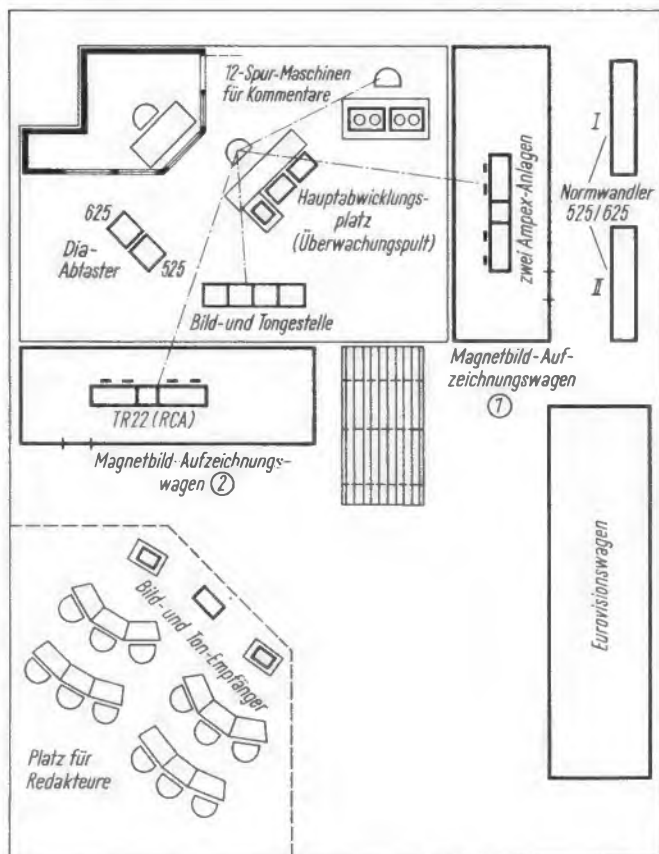 12-Spur-Maschinen
für Kommentare
I
Normwandler
525/625
II
zwei Ampex-Anlagen
Hauptabwicklungs-
platz
(Überwachungspult)
625
Dia-
Abtaster
525
Bild-und Tongestelle
Magnetbild-Auf-
zeichnungswagen
1
TR22 (RCA)
Magnetbild-Aufzeichnungs-
wagen 2
Eurovisionswagen
Bild-und Ton-Empfänger
Platz für
Redakteure